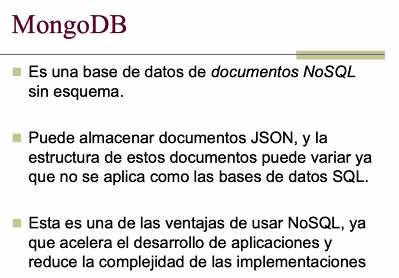 MongoDB
Es una base de datos de documentos NoSQL
sin esquema.
Puede almacenar documentos JSON, y la
estructura de estos documentos puede variar ya
que no se aplica como las bases de datos SQL.
Esta es una de las ventajas de usar NoSQL, ya
que acelera el desarrollo de aplicaciones y
reduce la complejidad de las implementaciones